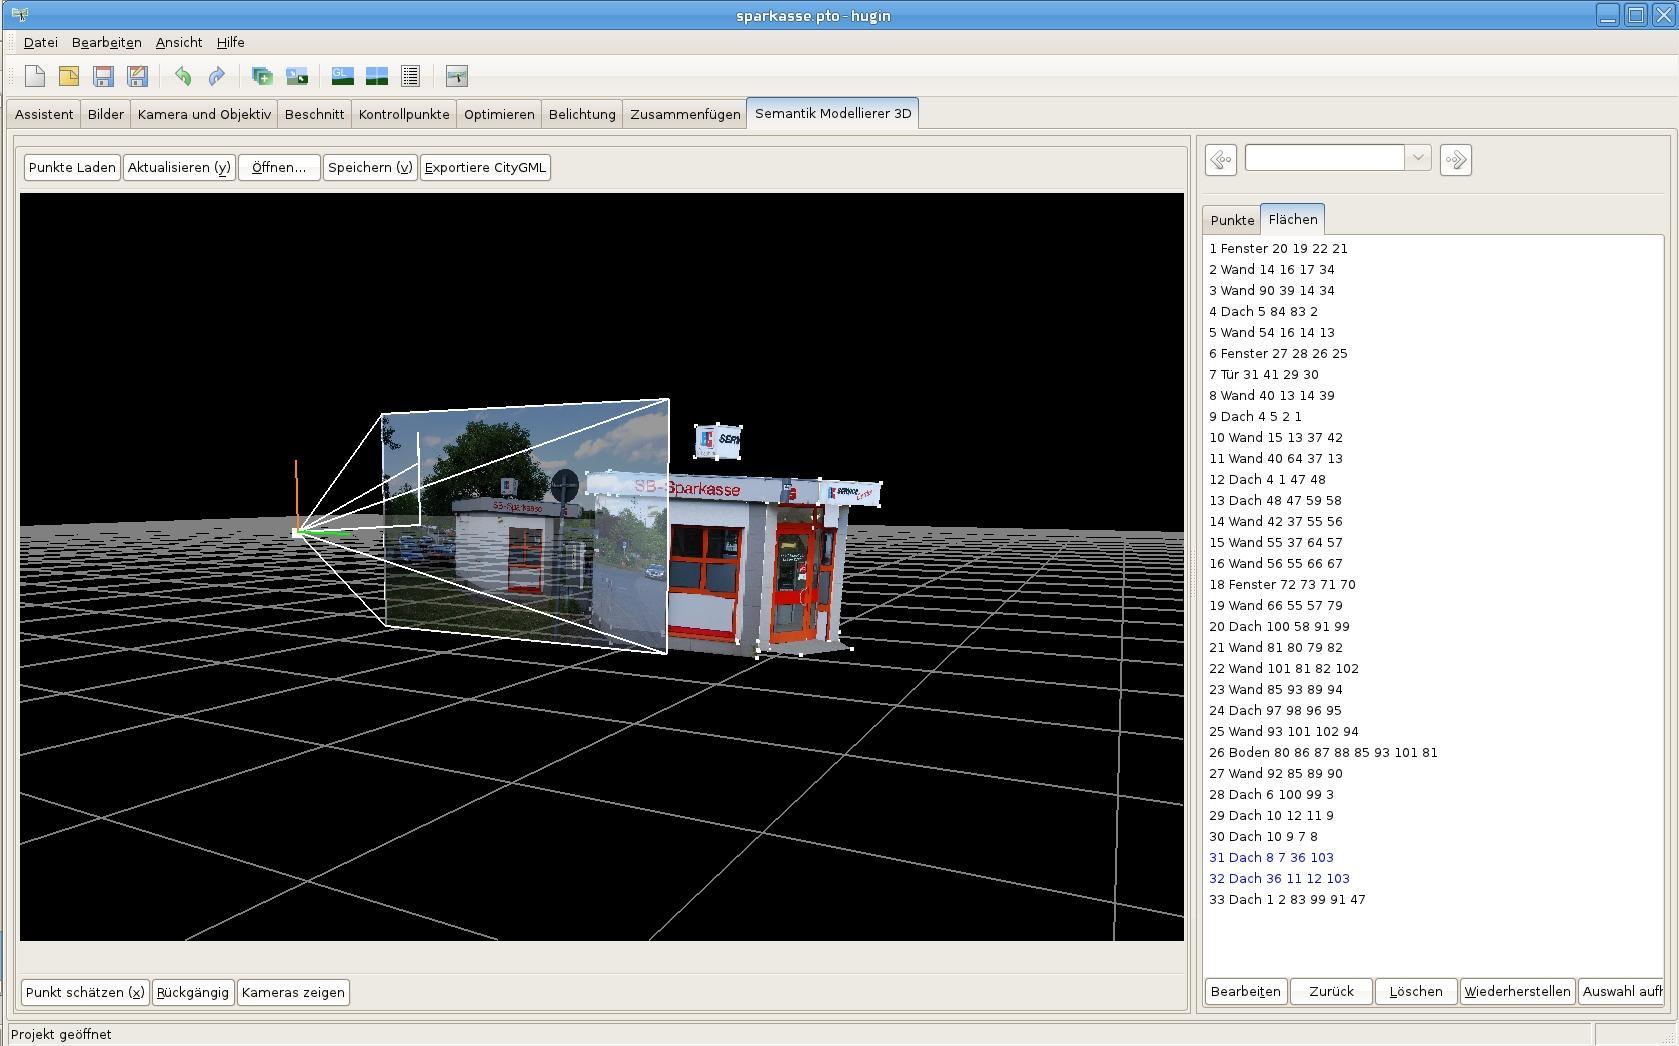 sparkasse.pto - hugin
Datei Bearbeiten Ansicht Hilfe
GL
Assistent Bilder Kamera und Objektiv Beschnitt Kontrollpunkte Optimieren Belichtung Zusammenfügen Semantik Modellierer 3D
Punkte Laden Aktualisieren (y) Öffnen... Speichern (v) Exportiere CityGML
Punkte Flächen
1 Fenster 20 19 22 21
2 Wand 14 16 17 34
3 Wand 90 39 14 34
4 Dach 5 84 83 2
5 Wand 54 16 14 13
6 Fenster 27 28 26 25
7 Tür 31 41 29 30
8 Wand 40 13 14 39
9 Dach 4 5 2 1
10 Wand 15 13 37 42
11 Wand 40 64 37 13
12 Dach 4 1 47 48
13 Dach 48 47 59 58
14 Wand 42 37 55 56
15 Wand 55 37 64 57
16 Wand 56 55 66 67
18 Fenster 72 73 71 70
19 Wand 66 55 57 79
20 Dach 100 58 91 99
21 Wand 81 80 79 82
22 Wand 101 81 82 102
23 Wand 85 93 89 94
24 Dach 97 98 96 95
25 Wand 93 101 102 94
26 Boden 80 86 87 88 85 93 101 81
27 Wand 92 85 89 90
28 Dach 6 100 99 3
29 Dach 10 12 11 9
30 Dach 10 9 7 8
31 Dach 8 7 36 103
32 Dach 36 11 12 103
33 Dach 1 2 83 99 91 47
SERV
SB-Sparkasse
SERVICE
Center
SB-Sparkasse
Punkt schätzen (x) Rückgängig Kameras zeigen
Bearbeiten Zurück Löschen Wiederherstellen Auswahl aufh
Projekt geöffnet